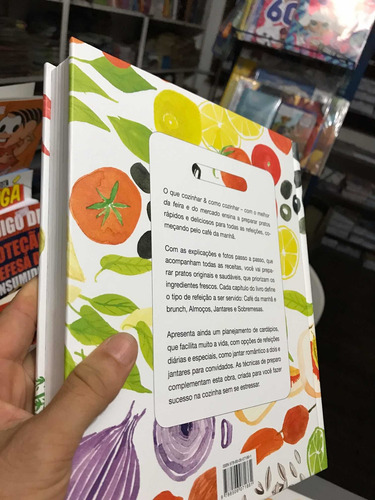 O que cozinhar & como cozinhar – com o melhor
da feira e do mercado ensina a preparar pratos
rápidos e deliciosos para todas as refeições, co-
meçando pelo café da manhã.
Com as explicações e fotos passo a passo, que
acompanham todas as receitas, você vai prepa-
rar pratos originais e saudáveis, que priorizam os
ingredientes frescos. Cada capítulo do livro define
o tipo de refeição a ser servido: Café da manhã e
brunch, Almoços, Jantares e Sobremesas.
Apresenta ainda um planejamento de cardápios,
que facilita muito a vida, com opções de refeições
diárias e especiais, como jantar romântico a dois e
jantares para convidados. As técnicas de preparo
complementam esta obra, criada para você fazer
sucesso na cozinha sem se estressar.
60